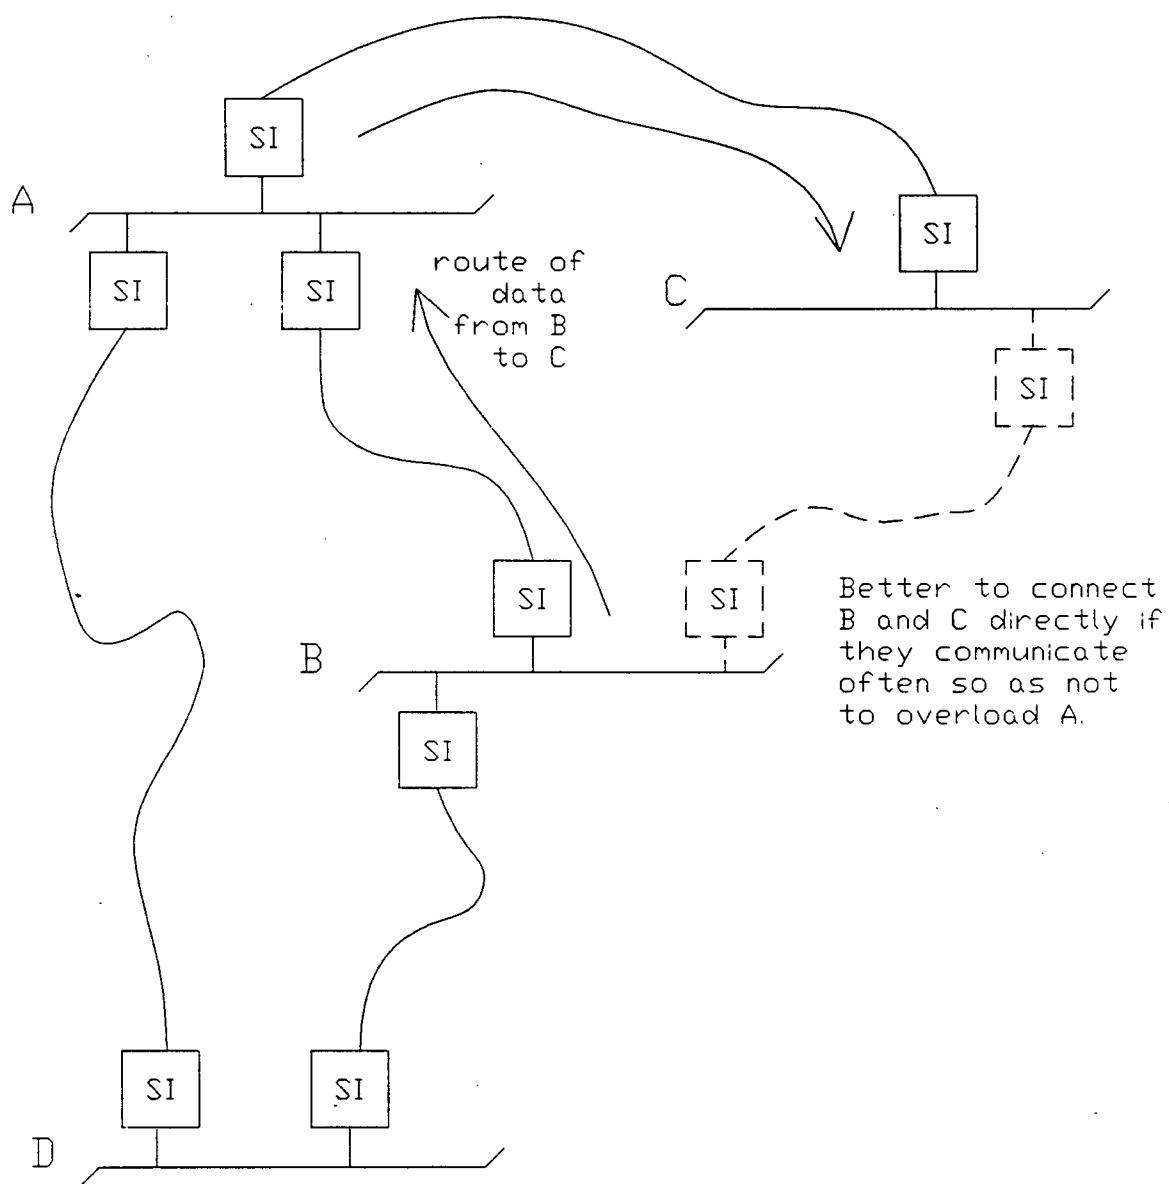 SI
A
SI
SI
SI
route of
data
from B
to C
C
SI
SI
SI
B
Better to connect
B and C directly if
they communicate
often so as not
to overload A.
SI
SI
SI
D